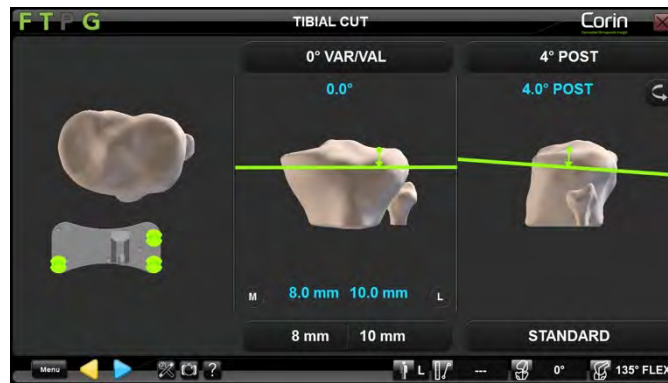 F T P G
TIBIAL CUT
Corin
0° VAR/VAL
4° POST
0.0°
4.0° POST
M
8.0 mm
10.0 mm
L
8 mm
10 mm
STANDARD
Menu
?
L
---
0°
135° FLEX